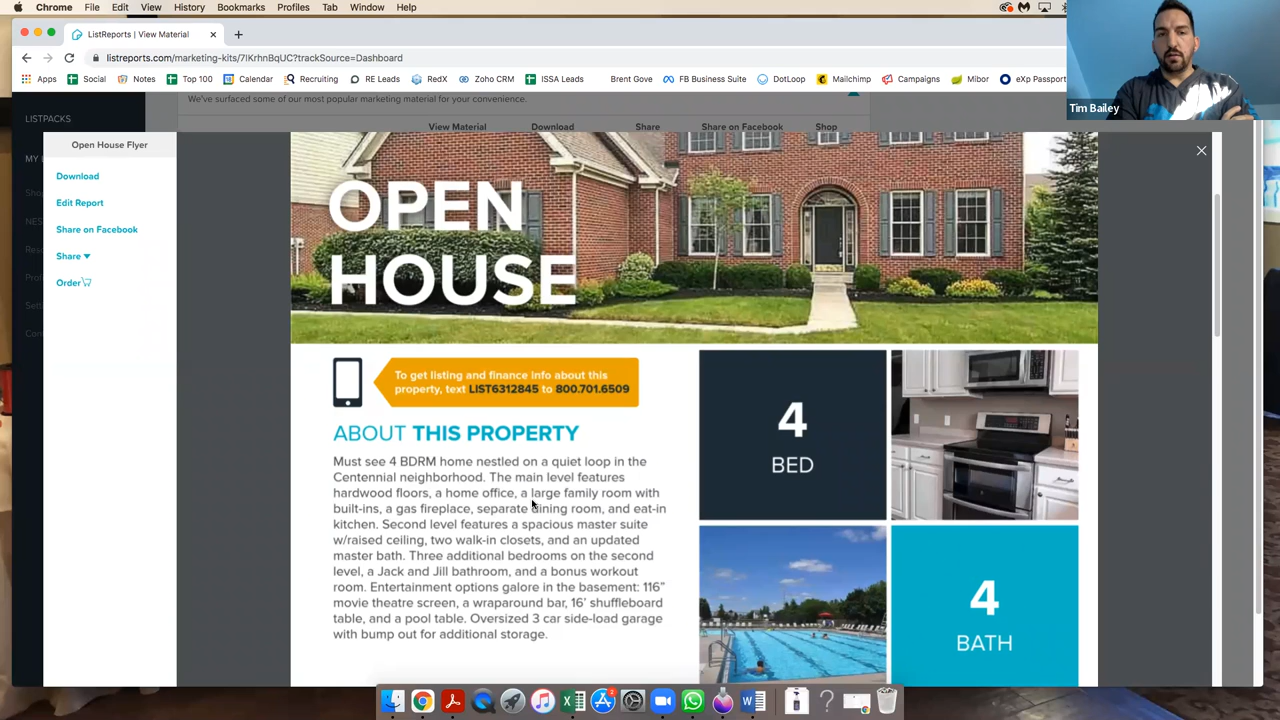 Chrome File Edit View History Bookmarks Profiles Tab Window Help
ListReports | View Material
listreports.com/marketing-kits/7IKrhnBqUC?trackSource=Dashboard
Apps Social Notes Top 100 Calendar Recruiting RE Leads RedX Zoho CRM ISSA Leads Brent Gove FB Business Suite DotLoop Mailchimp Campaigns Mibor eXp Passport
Tim Bailey
We've surfaced some of our most popular marketing material for your convenience.
LISTPACKS
View Material Download Share Share on Facebook Shop
Open House Flyer
Download
Edit Report
Share on Facebook
Share
Order
OPEN
HOUSE
To get listing and finance info about this
property, text LIST6312845 to 800.701.6509
ABOUT THIS PROPERTY
Must see 4 BDRM home nestled on a quiet loop in the
Centennial neighborhood. The main level features
hardwood floors, a home office, a large family room with
built-ins, a gas fireplace, separate dining room, and eat-in
kitchen. Second level features a spacious master suite
w/raised ceiling, two walk-in closets, and an updated
master bath. Three additional bedrooms on the second
level, a Jack and Jill bathroom, and a bonus workout
room. Entertainment options galore in the basement: 116"
movie theatre screen, a wraparound bar, 16' shuffleboard
table, and a pool table. Oversized 3 car side-load garage
with bump out for additional storage.
4
BED
4
BATH